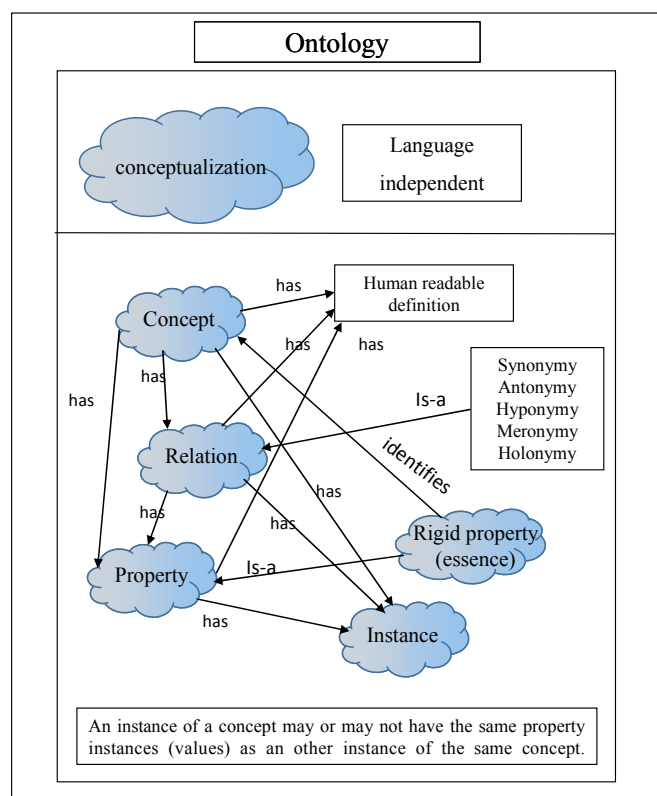 Ontology
conceptualization
Language
independent
has
Human readable
definition
Concept
has
has
has
has
Synonymy
Antonymy
Hyponymy
Meronymy
Holonymy
Is-a
Relation
identifies
has
has
has
Rigid property
(essence)
Property
Is-a
has
Instance
An instance of a concept may or may not have the same property
instances (values) as an other instance of the same concept.